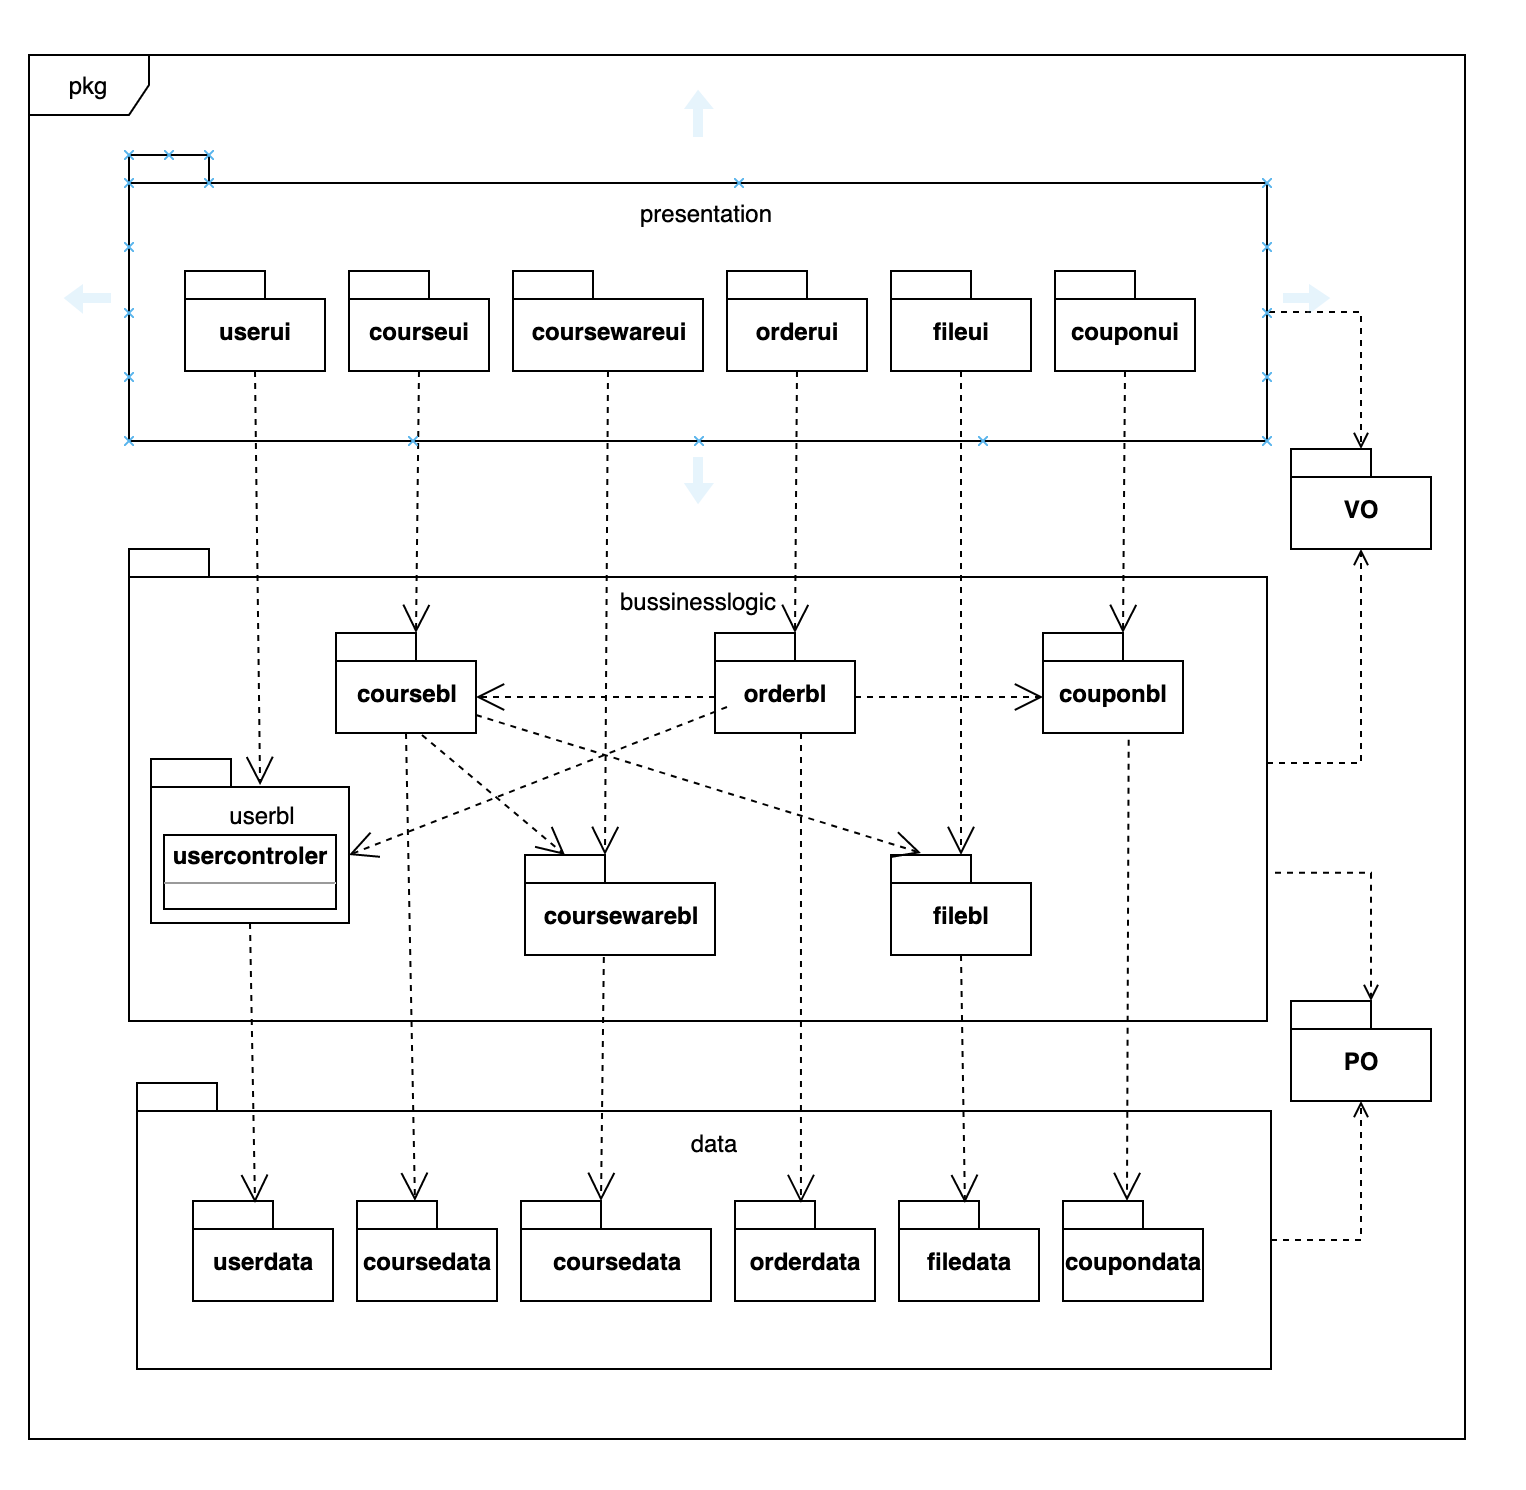 pkg
presentation
userui
courseui
coursewareui
orderui
fileui
couponui
VO
bussinesslogic
coursebl
orderbl
couponbl
userbl
usercontroler
coursewarebl
filebl
PO
data
userdata
coursedata
coursedata
orderdata
filedata
coupondata